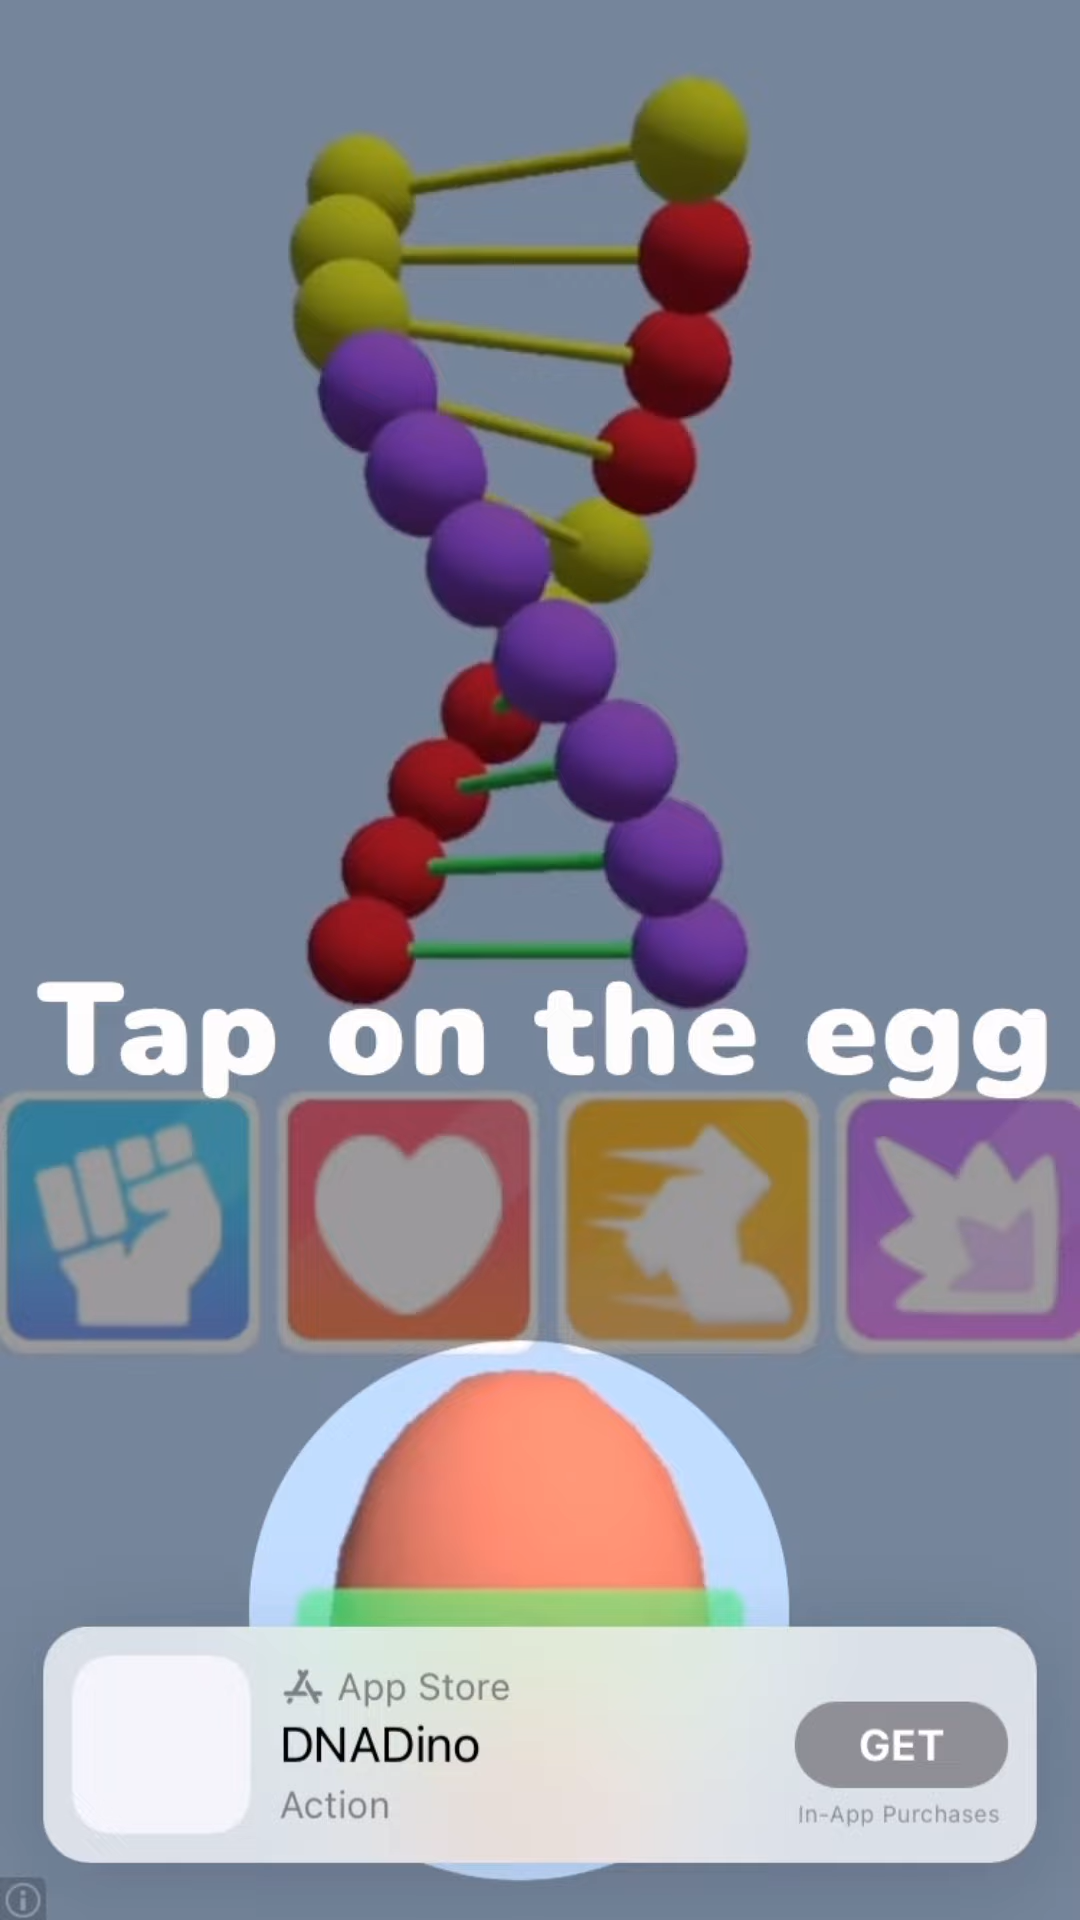 Tap on the egg
App Store
DNADino
GET
Action
In-App Purchases